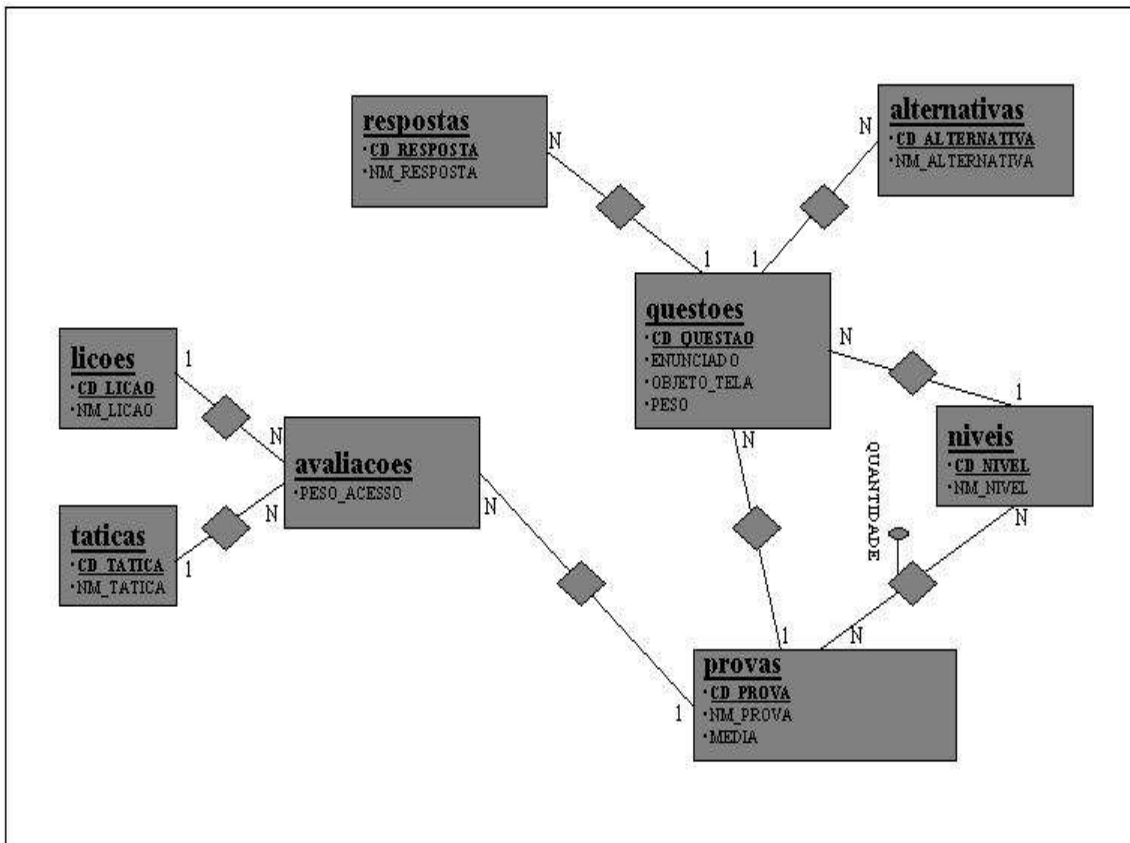 respostas
•CD_RESPOSTA
•NM_RESPOSTA
N
alternativas
•CD_ALTERNATIVA
•NM_ALTERNATIVA
N
1
1
questoes
•CD_QUESTAO
•ENUNCIADO
•OBJETO_TELA
•PESO
N
N
licoes
•CD_LICAO
•NM_LICAO
1
N
avaliacoes
•PESO_ACESSO
N
N
taticas
•CD_TATICA
•NM_TATICA
1
1
niveis
•CD_NIVEL
•NM_NIVEL
N
QUANTIDADE
N
1
provas
•CD_PROVA
•NM_PROVA
•MEDIA
1